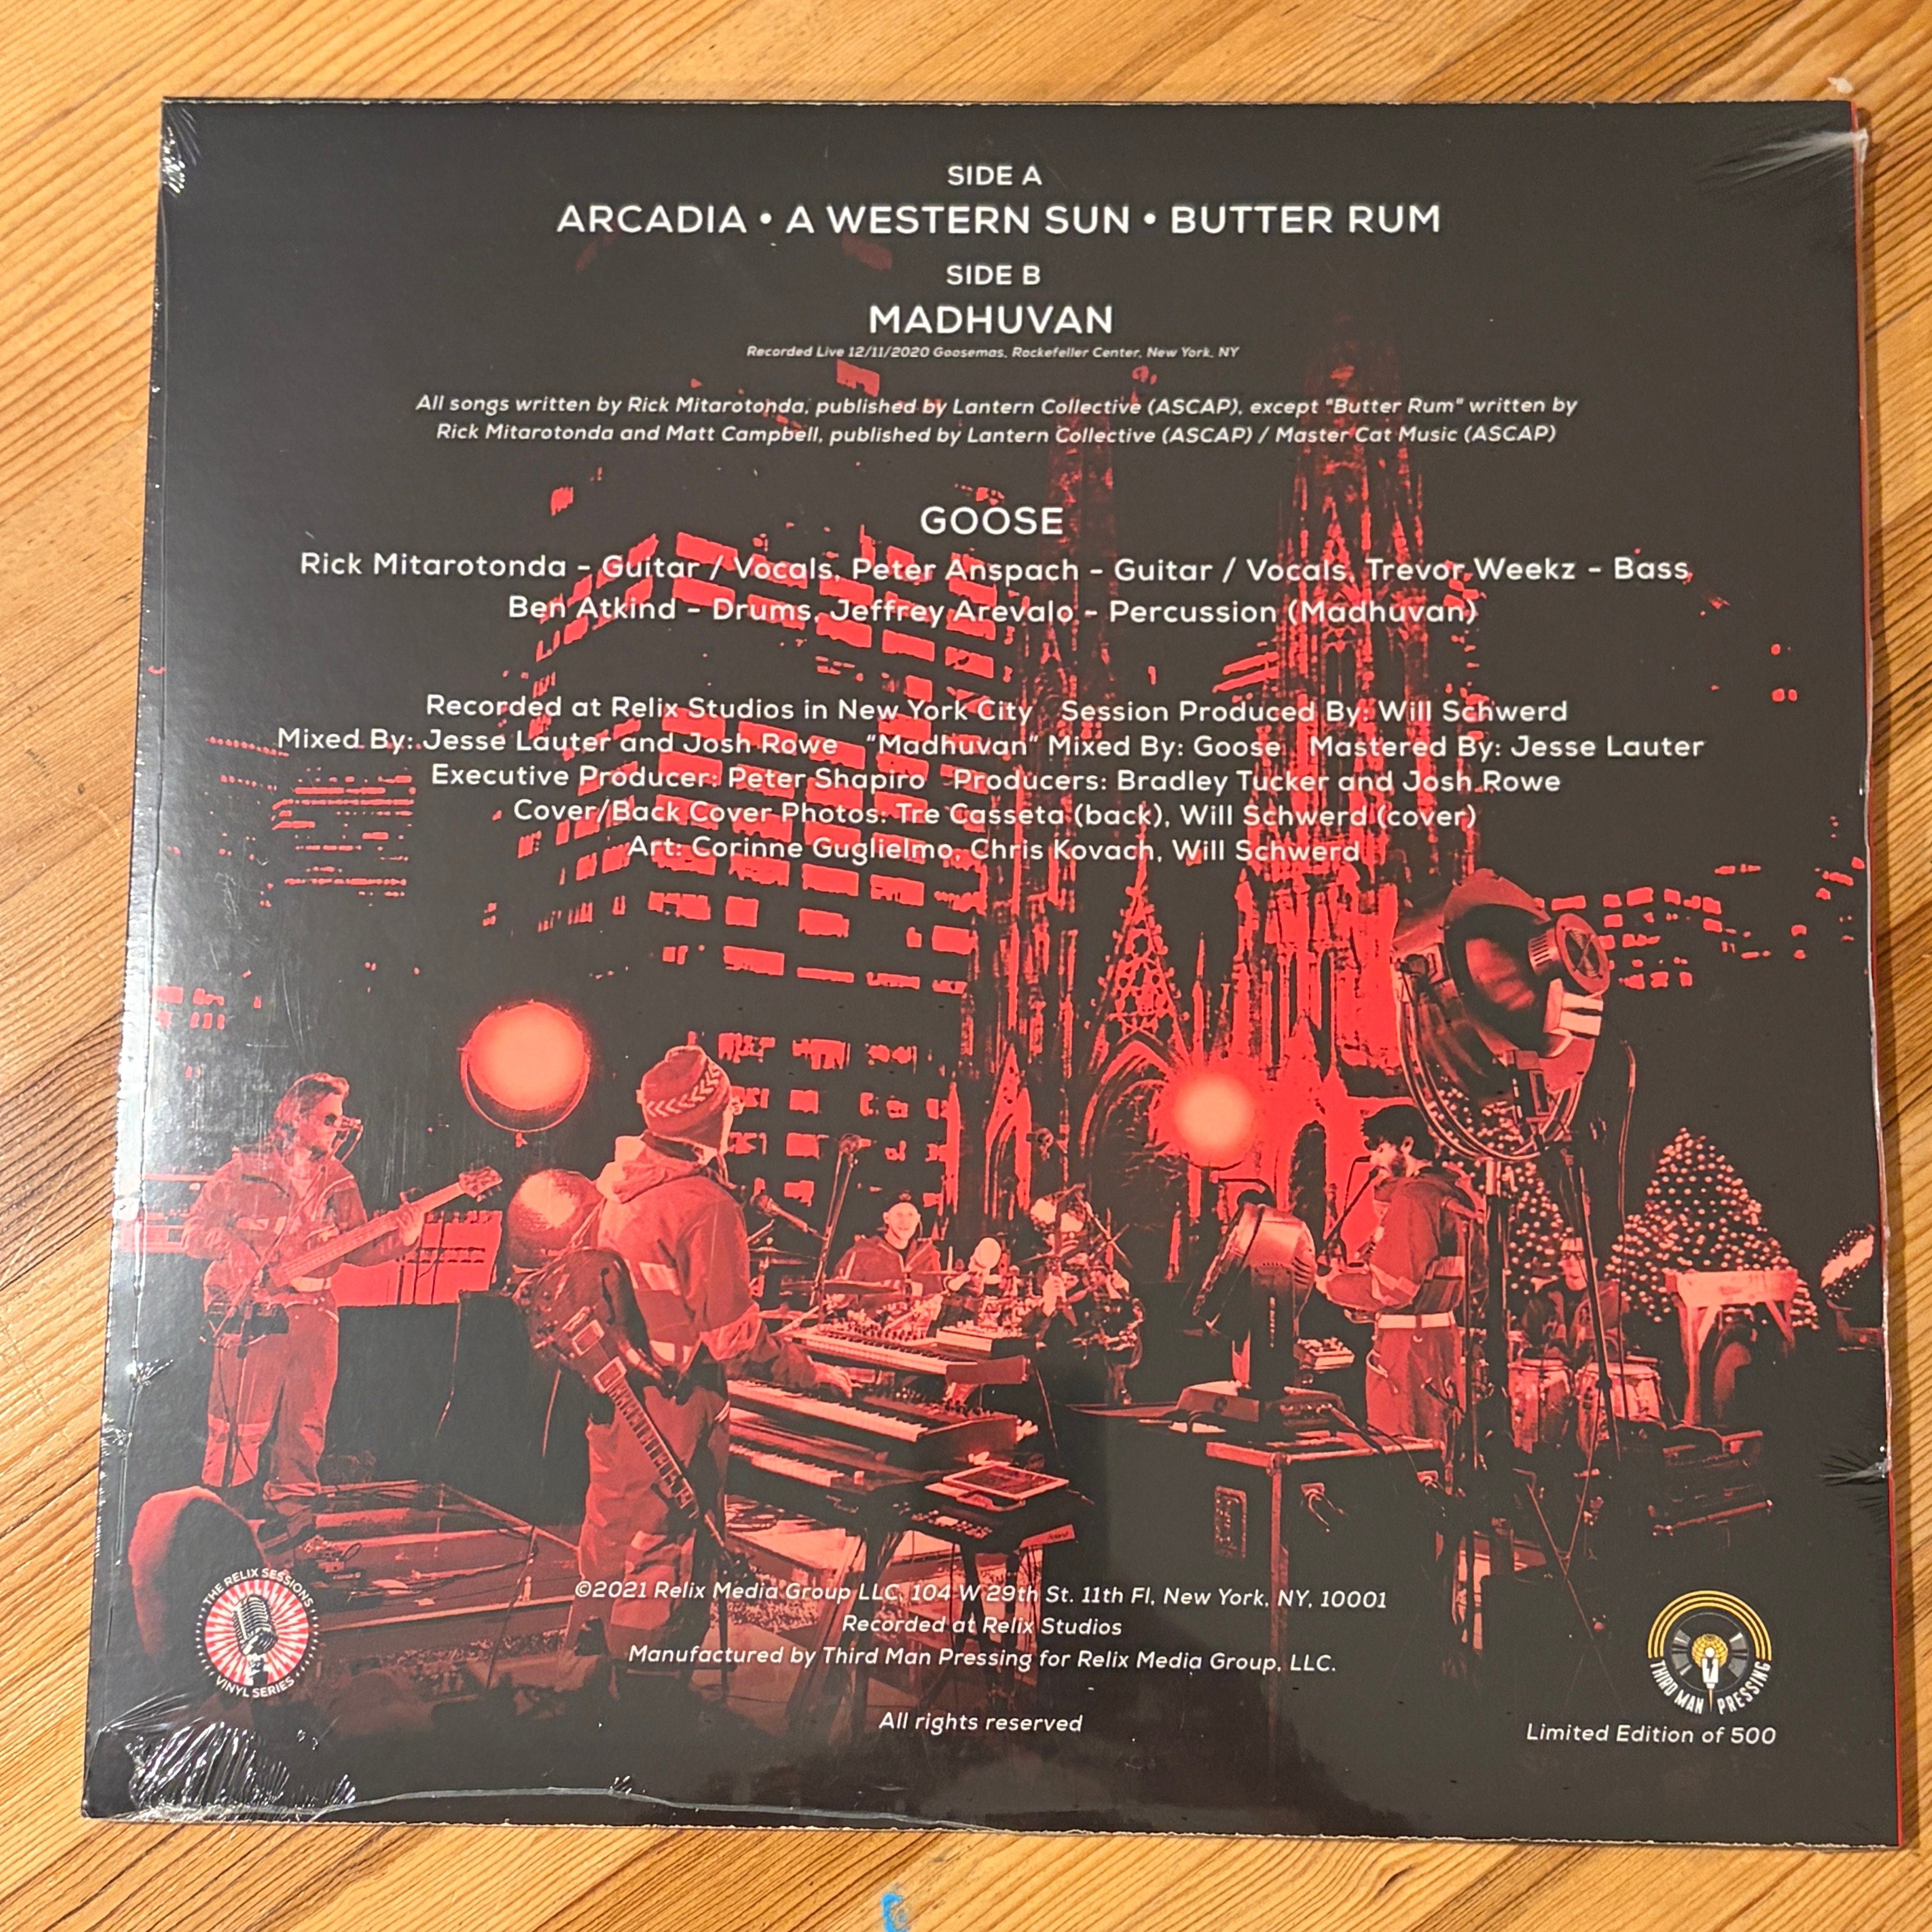 SIDE A
ARCADIA • A WESTERN SUN • BUTTER RUM
SIDE B
MADHUVAN
Recorded Live 12/11/2020 Goosemas, Rockefeller Center, New York, NY
All songs written by Rick Mitarotonda, published by Lantern Collective (ASCAP), except "Butter Rum" written by
Rick Mitarotonda and Matt Campbell, published by Lantern Collective (ASCAP) / Master Cat Music (ASCAP)
GOOSE
Rick Mitarotonda - Guitar / Vocals, Peter Anspach - Guitar / Vocals, Trevor Weekz - Bass,
Ben Atkind - Drums, Jeffrey Arevalo - Percussion (Madhuvan)
Recorded at Relix Studios in New York City Session Produced By: Will Schwerd
Mixed By: Jesse Lauter and Josh Rowe "Madhuvan" Mixed By: Goose Mastered By: Jesse Lauter
Executive Producer: Peter Shapiro Producers: Bradley Tucker and Josh Rowe
Cover/Back Cover Photos: Tre Casseta (back), Will Schwerd (cover)
Art: Corinne Guglielmo, Chris Kovach, Will Schwerd
THE RELIX SESSIONS
VINYL SERIES
©2021 Relix Media Group LLC, 104 W 29th St. 11th Fl, New York, NY, 10001
Recorded at Relix Studios
Manufactured by Third Man Pressing for Relix Media Group, LLC.
All rights reserved
THIRD MAN PRESSING
Limited Edition of 500